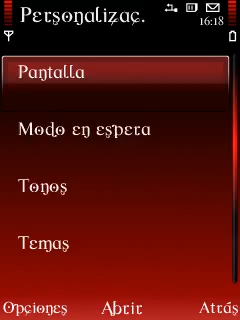 Personalizac.
16:18
Pantalla
Modo en espera
Tonos
Temas
Opciones Abrir Atrás